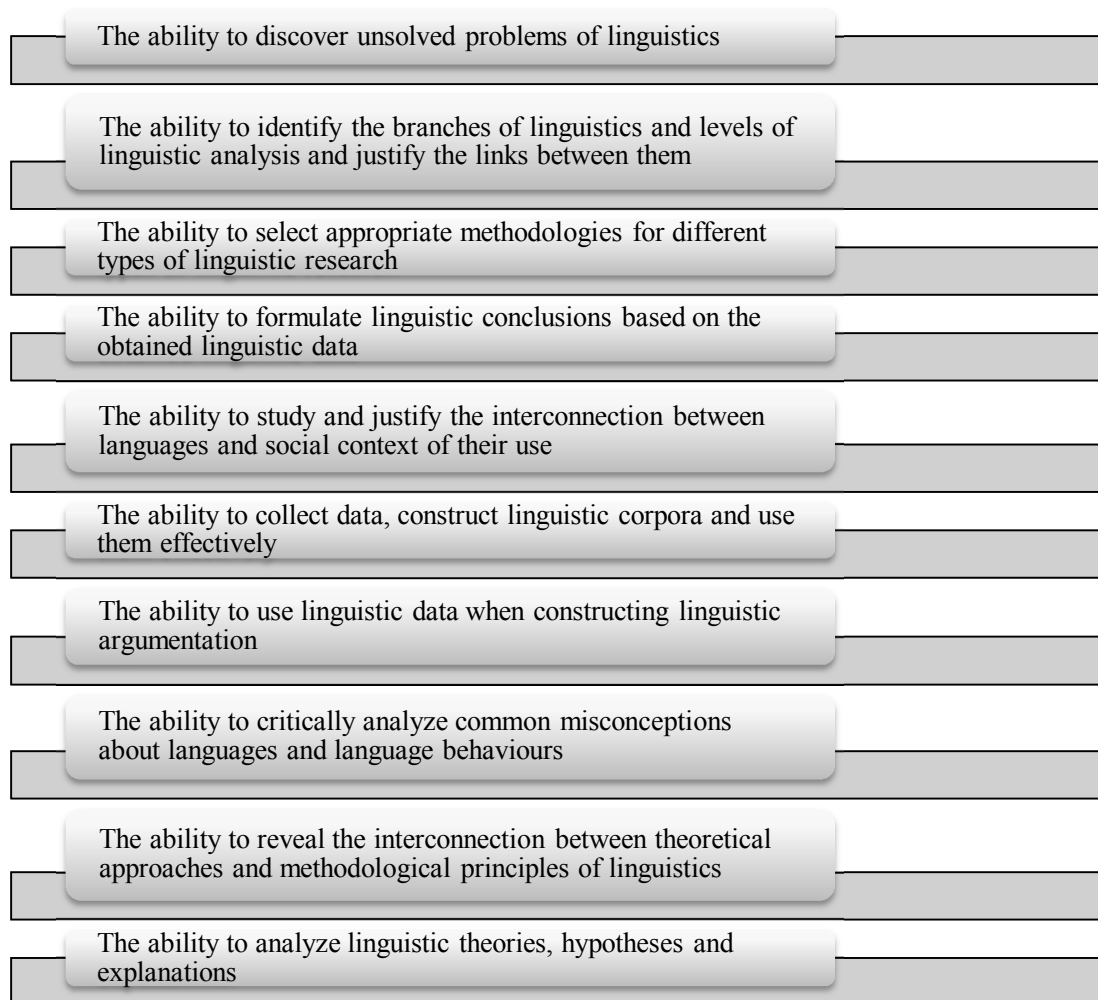 The ability to discover unsolved problems of linguistics
The ability to identify the branches of linguistics and levels of
linguistic analysis and justify the links between them
The ability to select appropriate methodologies for different
types of linguistic research
The ability to formulate linguistic conclusions based on the
obtained linguistic data
The ability to study and justify the interconnection between
languages and social context of their use
The ability to collect data, construct linguistic corpora and use
them effectively
The ability to use linguistic data when constructing linguistic
argumentation
The ability to critically analyze common misconceptions
about languages and language behaviours
The ability to reveal the interconnection between theoretical
approaches and methodological principles of linguistics
The ability to analyze linguistic theories, hypotheses and
explanations